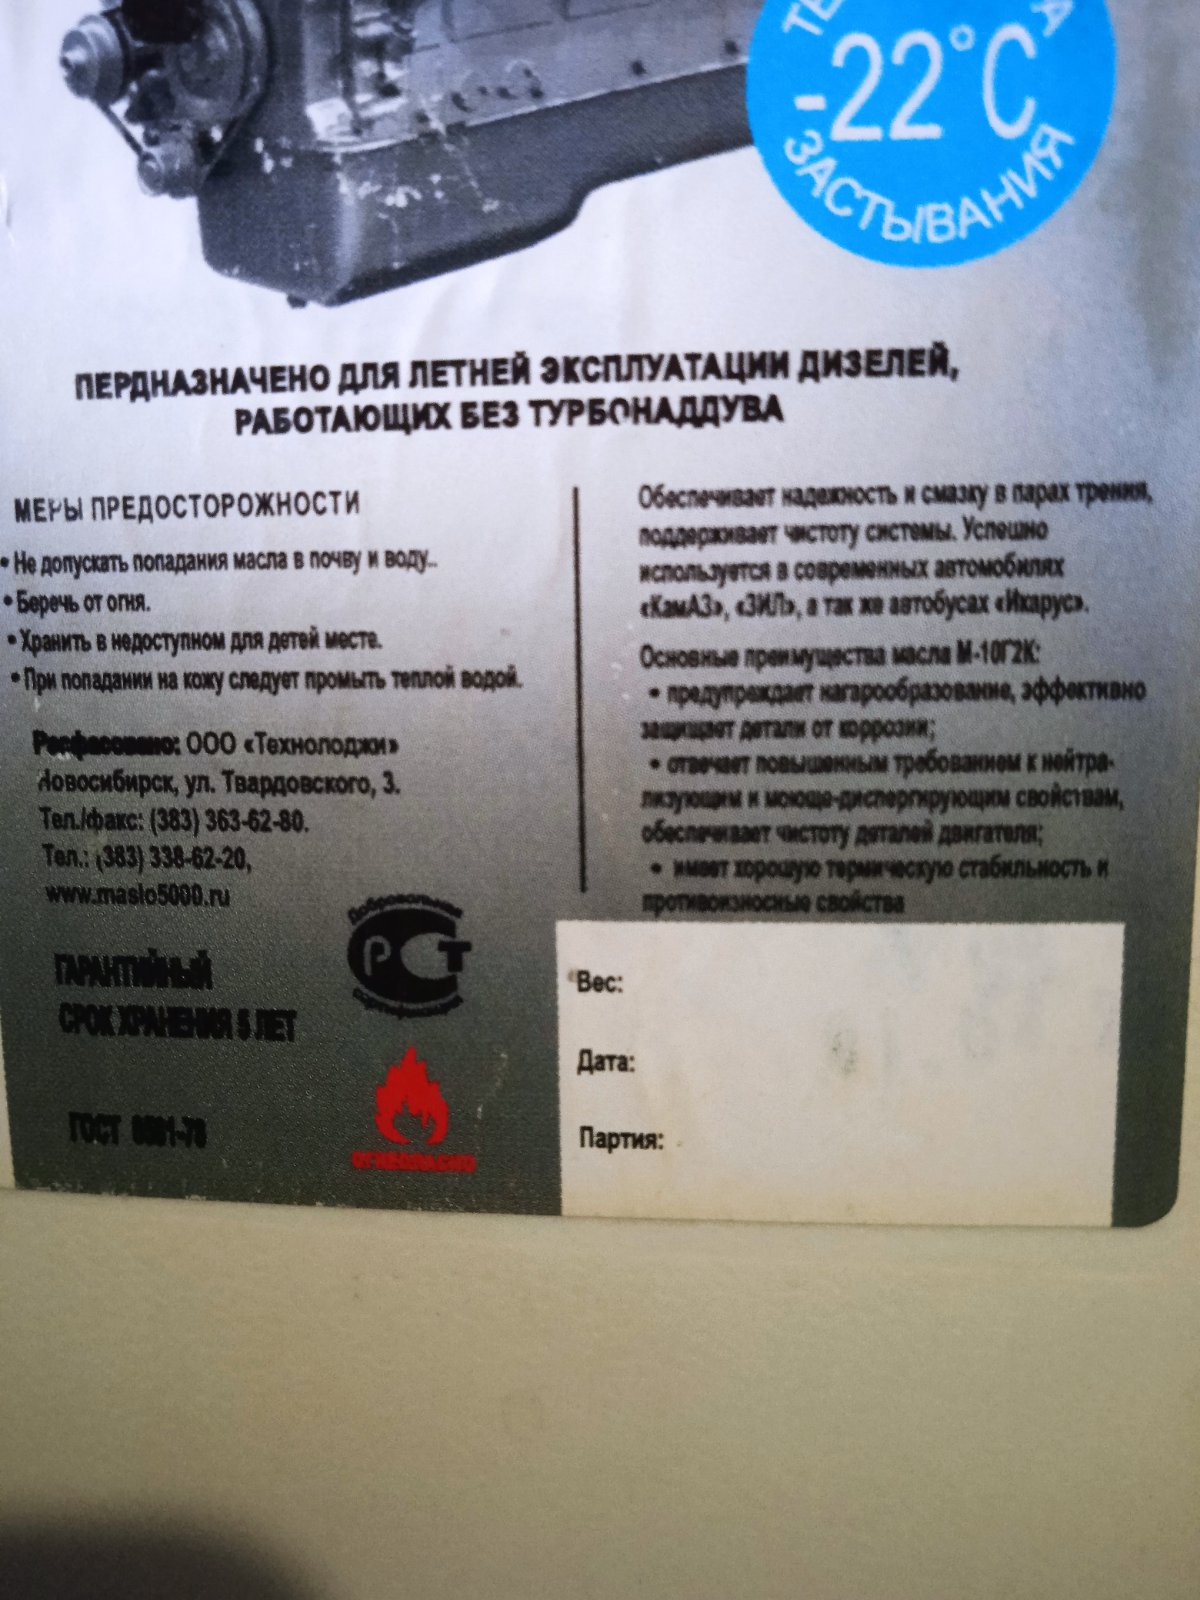 -22°C
ЗАСТЫВАНИЯ
ПЕРДНАЗНАЧЕНО ДЛЯ ЛЕТНЕЙ ЭКСПЛУАТАЦИИ ДИЗЕЛЕЙ,
РАБОТАЮЩИХ БЕЗ ТУРБОНАДДУВА
МЕРЫ ПРЕДОСТОРОЖНОСТИ
• Не допускать попадания масла в почву и воду..
• Беречь от огня.
• Хранить в недоступном для детей месте.
• При попадании на кожу следует промыть теплой водой.
Расфасовано: ООО «Технолоджи»
Новосибирск, ул. Твардовского, 3.
Тел./факс: (383) 363-62-80.
Тел.: (383) 338-62-20,
www.maslo5000.ru
ГАРАНТИЙНЫЙ
СРОК ХРАНЕНИЯ 5 ЛЕТ
ГОСТ 8581-78
Добровольная
РСТ
сертификация
ОГНЕОПАСНО
Обеспечивает надежность и смазку в парах трения,
поддерживает чистоту системы. Успешно
используется в современных автомобилях
«КамАЗ», «ЗИЛ», а так же автобусах «Икарус».
Основные преимущества масла М-10Г2К:
• предупреждает нагарообразование, эффективно
защищает детали от коррозии;
• отвечает повышенным требованием к нейтра-
лизующим и моюще-диспергирующим свойствам,
обеспечивает чистоту деталей двигателя;
• имеет хорошую термическую стабильность и
противоизносные свойства
Вес:
Дата:
Партия: